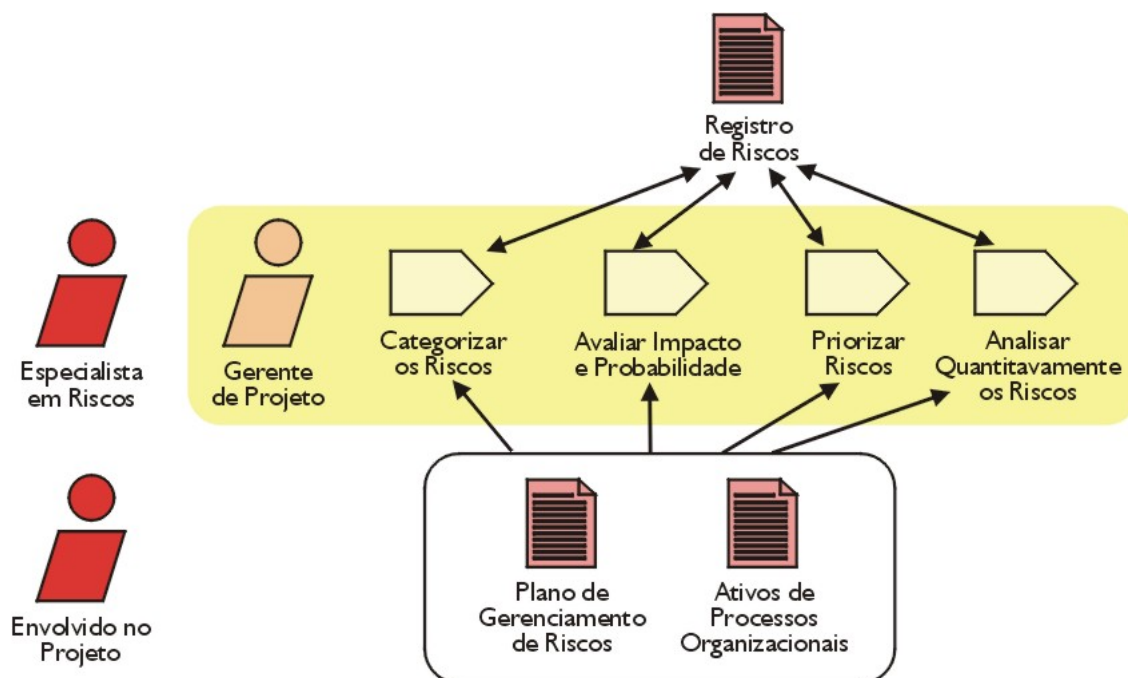 Registro
de Riscos
Especialista
em Riscos
Gerente
de Projeto
Categorizar
os Riscos
Avaliar Impacto
e Probabilidade
Priorizar
Riscos
Analisar
Quantitavamente
os Riscos
Envolvido no
Projeto
Plano de
Gerenciamento
de Riscos
Ativos de
Processos
Organizacionais